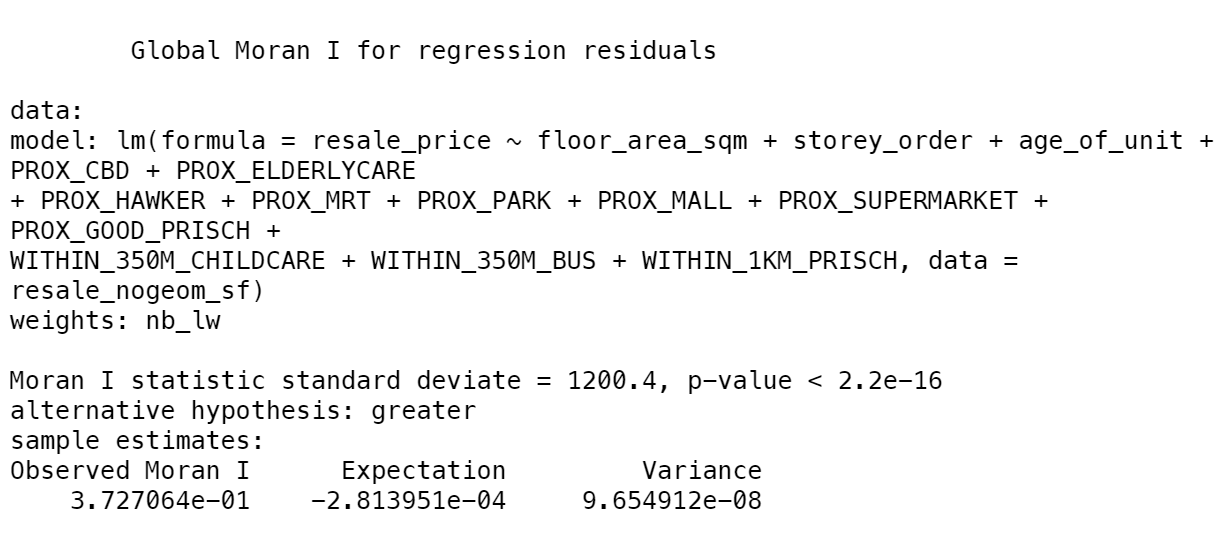 Global Moran I for regression residuals
data:
model: lm(formula = resale_price ~ floor_area_sqm + storey_order + age_of_unit +
PROX_CBD + PROX_ELDERLYCARE
+ PROX_HAWKER + PROX_MRT + PROX_PARK + PROX_MALL + PROX_SUPERMARKET +
PROX_GOOD_PRISCH +
WITHIN_350M_CHILDCARE + WITHIN_350M_BUS + WITHIN_1KM_PRISCH, data =
resale_nogeom_sf)
weights: nb_lw
Moran I statistic standard deviate = 1200.4, p-value < 2.2e-16
alternative hypothesis: greater
sample estimates:
Observed Moran I      Expectation         Variance
3.727064e-01    -2.813951e-04     9.654912e-08